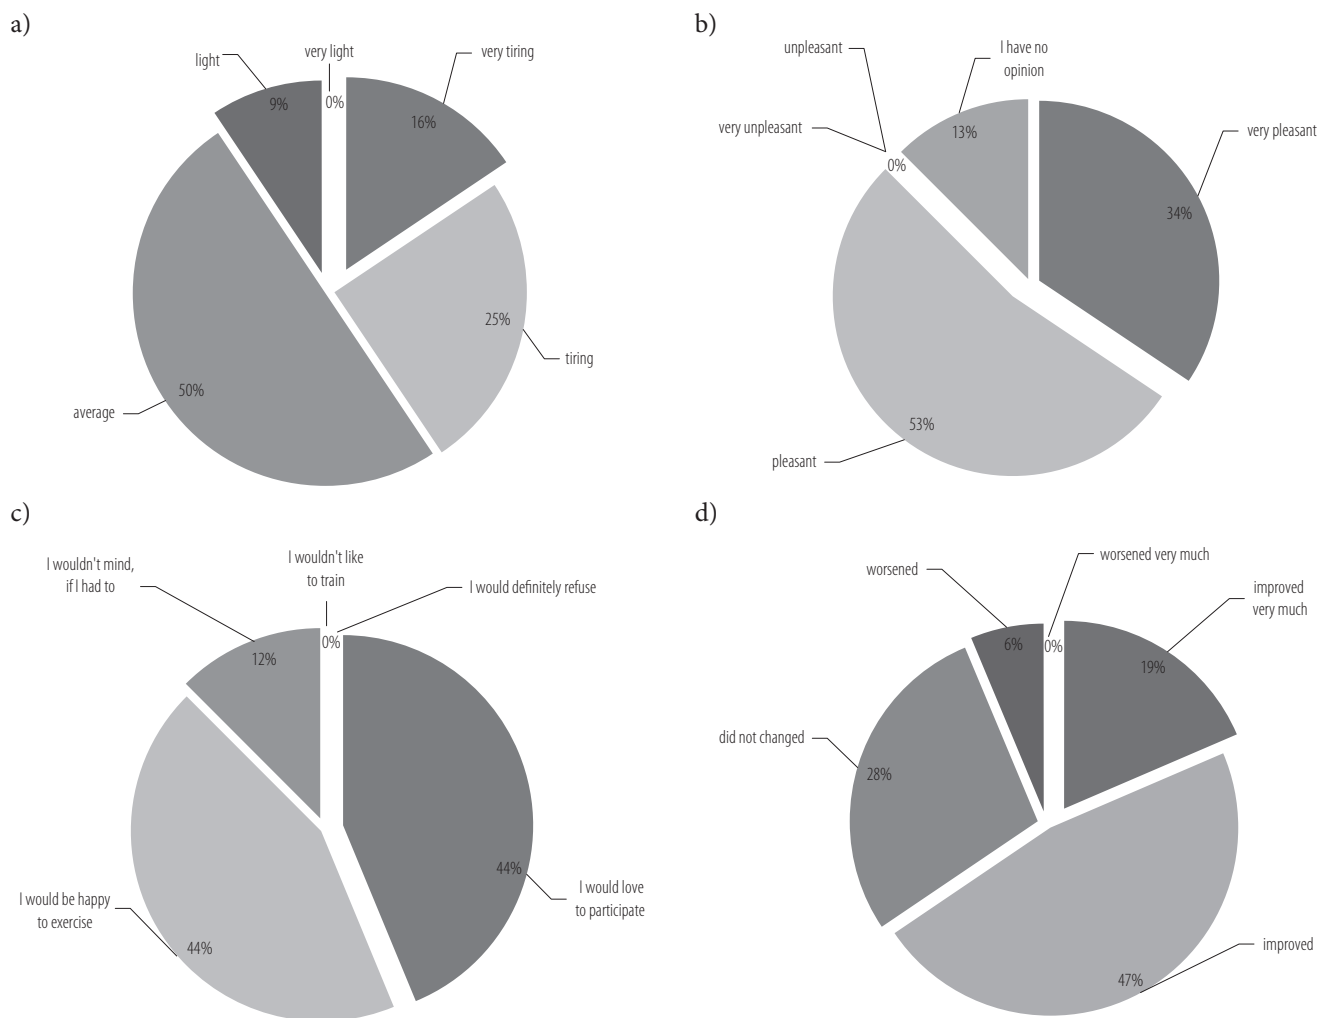 a)
very light
light
very tiring
9%
0%
16%
25%
tiring
50%
average
b)
unpleasant
I have no
opinion
very unpleasant
very pleasant
13%
0%
34%
53%
pleasant
c)
I wouldn't mind,
if I had to
I wouldn't like
to train
I would definitely refuse
12%
0%
44%
I would love
to participate
I would be happy
to exercise
44%
d)
worsened
worsened very much
improved
very much
6%
0%
19%
did not changed
28%
improved
47%